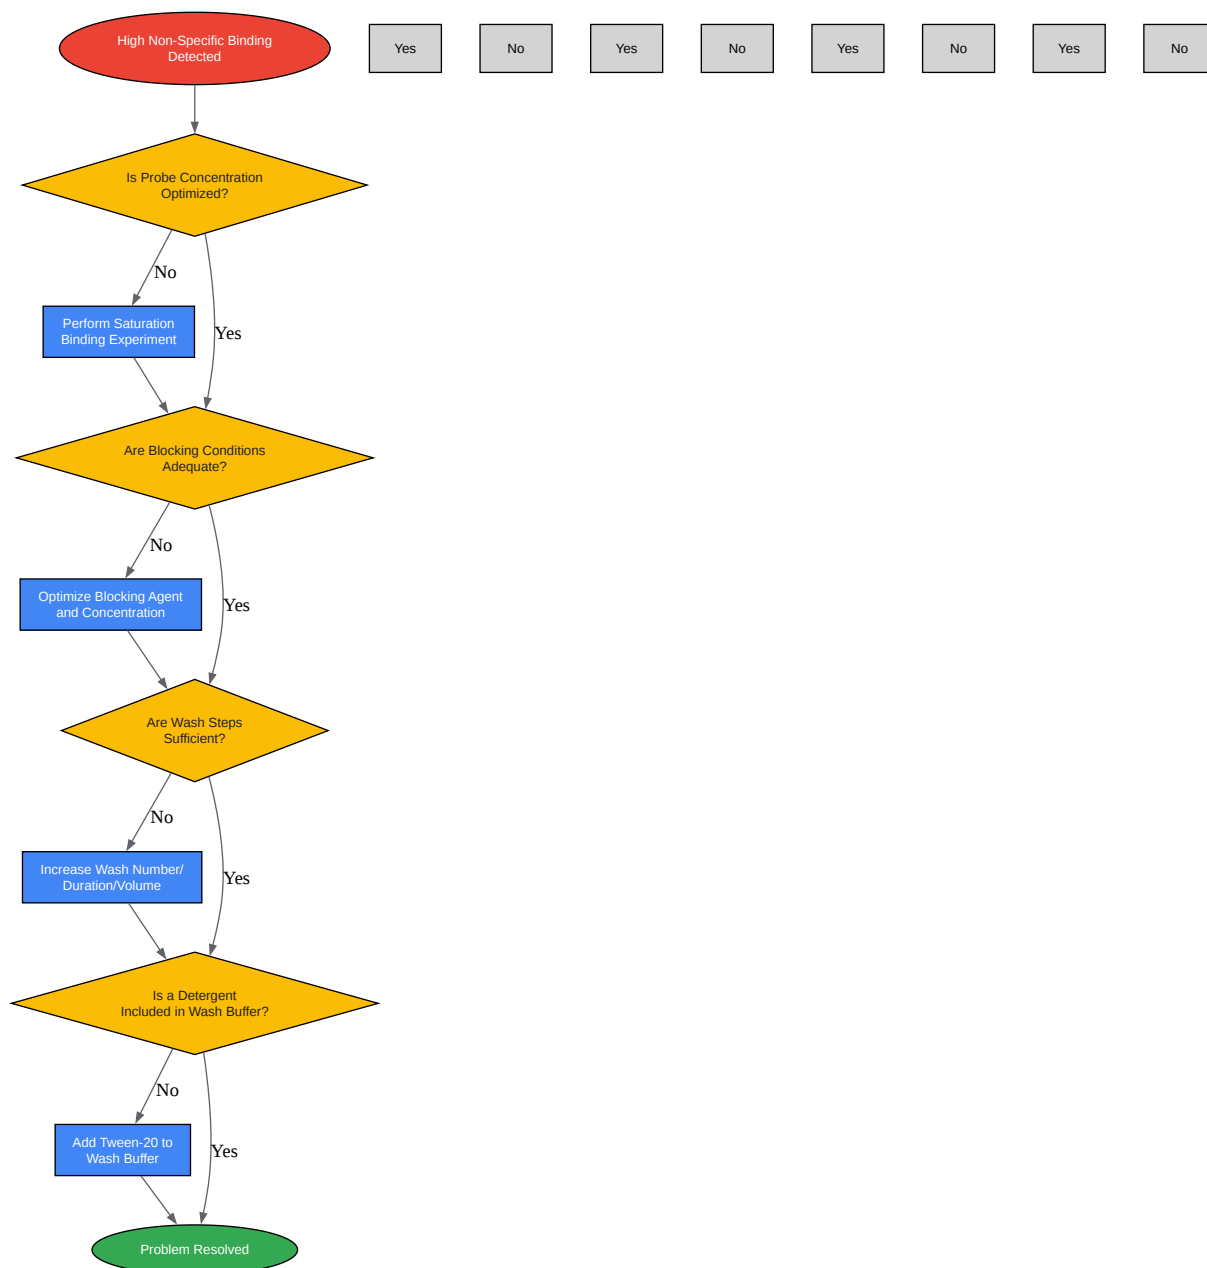 High Non-Specific Binding
Detected
Yes
No
Yes
No
Yes
No
Yes
No
Is Probe Concentration
Optimized?
No
Perform Saturation
Binding Experiment
Yes
Are Blocking Conditions
Adequate?
No
Optimize Blocking Agent
and Concentration
Yes
Are Wash Steps
Sufficient?
No
Increase Wash Number/
Duration/Volume
Yes
Is a Detergent
Included in Wash Buffer?
No
Add Tween-20 to
Wash Buffer
Yes
Problem Resolved